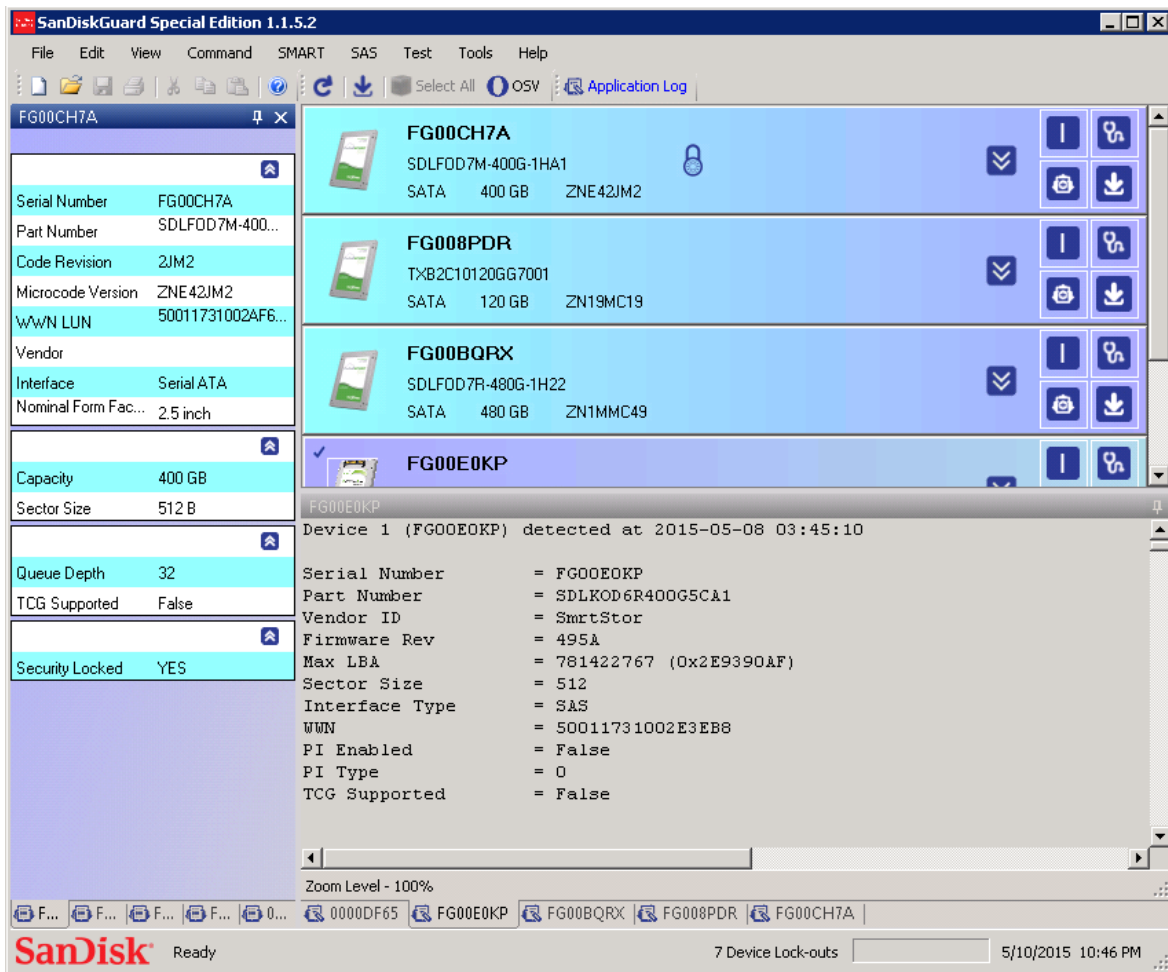 SanDiskGuard Special Edition 1.1.5.2
File Edit View Command SMART SAS Test Tools Help
Select All OSV Application Log
FG00CH7A
Serial Number FG00CH7A
Part Number SDLFOD7M-400...
Code Revision 2JM2
Microcode Version ZNE42JM2
WWN LUN 50011731002AF6...
Vendor
Interface Serial ATA
Nominal Form Fac... 2.5 inch
Capacity 400 GB
Sector Size 512 B
Queue Depth 32
TCG Supported False
Security Locked YES
FG00CH7A
SDLFOD7M-400G-1HA1
SATA 400 GB ZNE42JM2
FG008PDR
TXB2C10120GG7001
SATA 120 GB ZN19MC19
FG00BQRX
SDLFOD7R-480G-1H22
SATA 480 GB ZN1MMC49
FG00E0KP
FG00E0KP
Device 1 (FG00E0KP) detected at 2015-05-08 03:45:10
Serial Number = FG00E0KP
Part Number = SDLKOD6R400G5CA1
Vendor ID = SmrtStor
Firmware Rev = 495A
Max LBA = 781422767 (0x2E9390AF)
Sector Size = 512
Interface Type = SAS
WWN = 50011731002E3EB8
PI Enabled = False
PI Type = 0
TCG Supported = False
Zoom Level - 100%
F... F... F... F... 0... 0000DF65 FG00E0KP FG00BQRX FG008PDR FG00CH7A
SanDisk Ready 7 Device Lock-outs 5/10/2015 10:46 PM